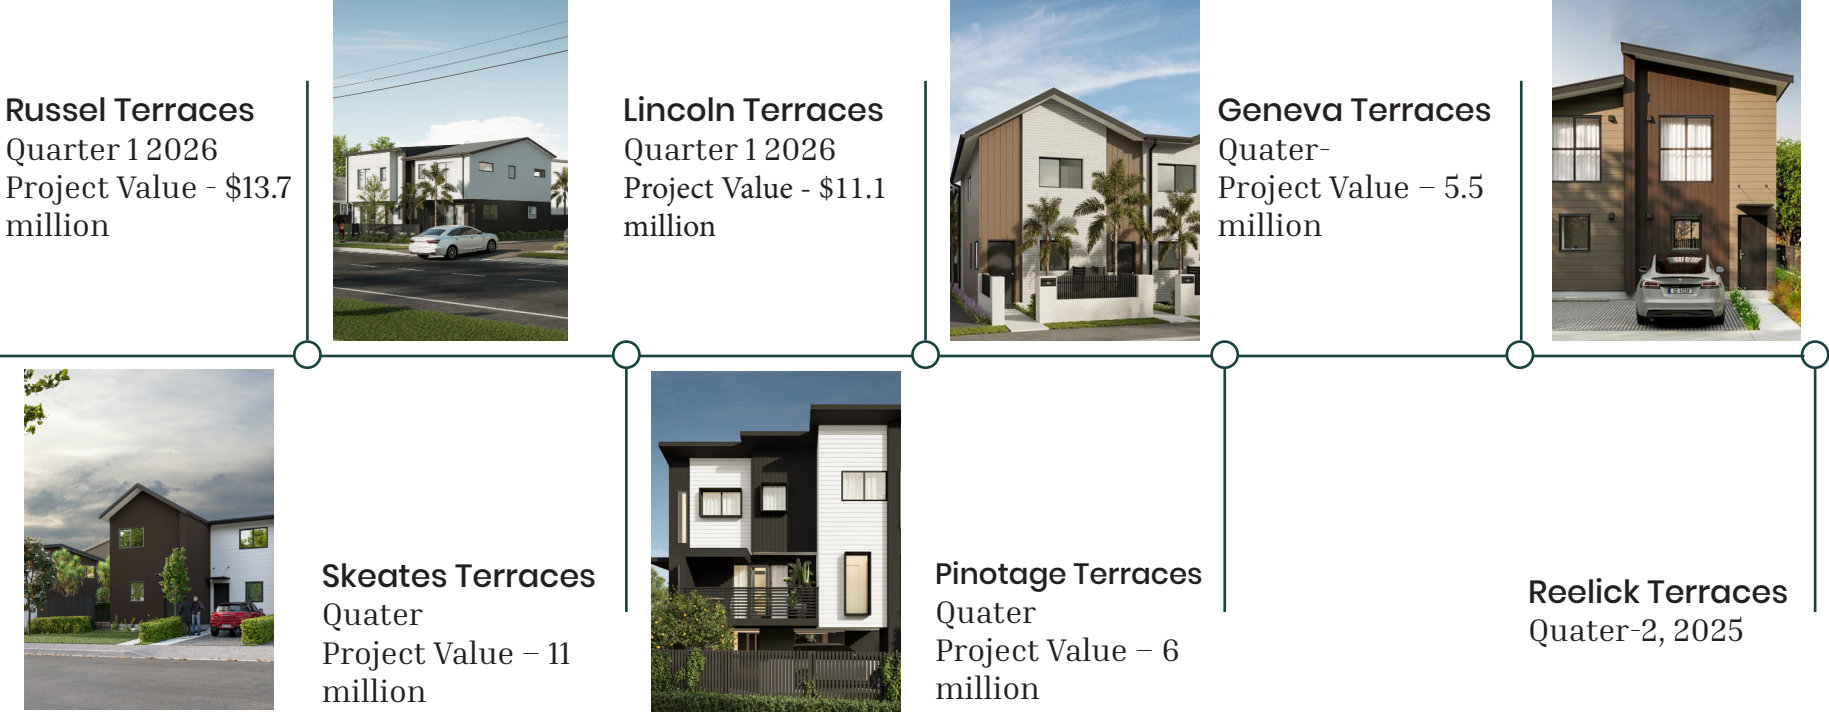 Russel Terraces
Quarter 1 2026
Project Value - $13.7
million
Lincoln Terraces
Quarter 1 2026
Project Value - $11.1
million
Geneva Terraces
Quater-
Project Value – 5.5
million
Skeates Terraces
Quater
Project Value – 11
million
Pinotage Terraces
Quater
Project Value – 6
million
Reelick Terraces
Quater-2, 2025